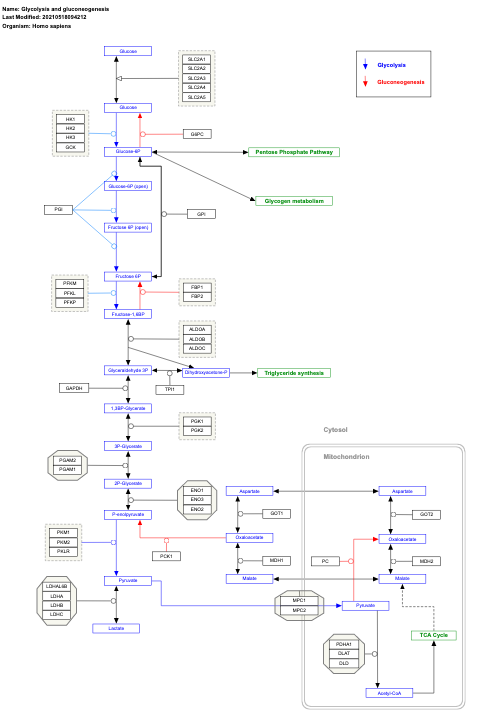 Name: Glycolysis and gluconeogenesis
Last Modified: 20210518094212
Organism: Homo sapiens
Glucose
SLC2A1
SLC2A2
SLC2A3
SLC2A4
SLC2A5
Glycolysis
Gluconeogenesis
Glucose
HK1
HK2
HK3
GCK
G6PC
Glucose-6P
Pentose Phosphate Pathway
Glucose-6P (open)
Glycogen metabolism
PGI
GPI
Fructose 6P (open)
Fructose 6P
PFKM
PFKL
PFKP
FBP1
FBP2
Fructose-1,6BP
ALDOA
ALDOB
ALDOC
Glyceraldehyde 3P
Dihydroxyacetone-P
Triglyceride synthesis
GAPDH
TPI1
1,3BP-Glycerate
PGK1
PGK2
3P-Glycerate
PGAM2
PGAM1
2P-Glycerate
ENO1
ENO3
ENO2
P-enolpyruvate
Cytosol
Mitochondrion
Aspartate
Aspartate
GOT1
GOT2
PKM1
PKM2
PKLR
PCK1
Oxaloacetate
Oxaloacetate
MDH1
PC
MDH2
Malate
Malate
Pyruvate
LDHAL6B
LDHA
LDHB
LDHC
MPC1
MPC2
Pyruvate
Lactate
TCA Cycle
PDHA1
DLAT
DLD
Acetyl-CoA